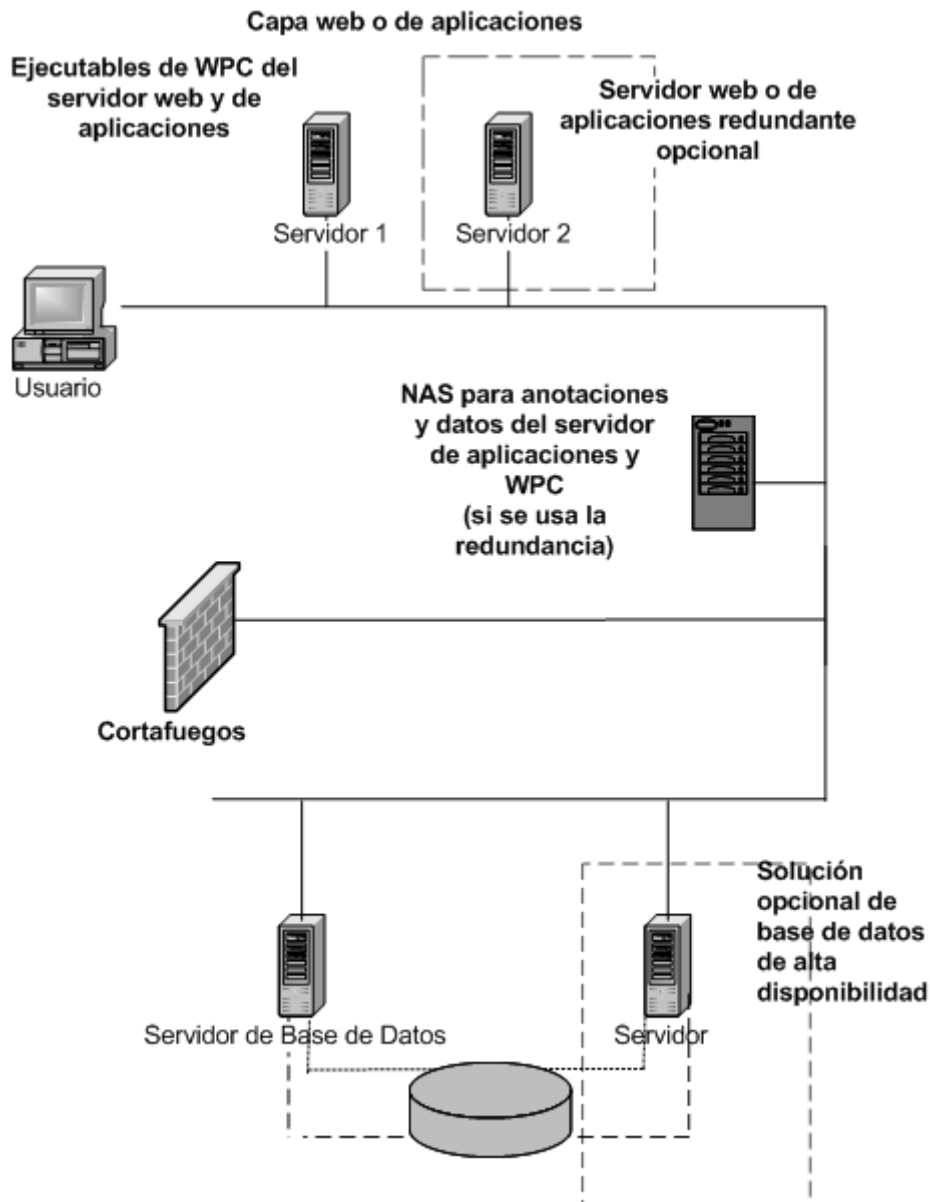 Capa web o de aplicaciones
Ejecutables de WPC del
servidor web y de
aplicaciones
Servidor web o de
aplicaciones redundante
opcional
Servidor 1
Servidor 2
Usuario
NAS para anotaciones
y datos del servidor
de aplicaciones y
WPC
(si se usa la
redundancia)
Cortafuegos
Solución
opcional de
base de datos
de alta
disponibilidad
Servidor de Base de Datos
Servidor